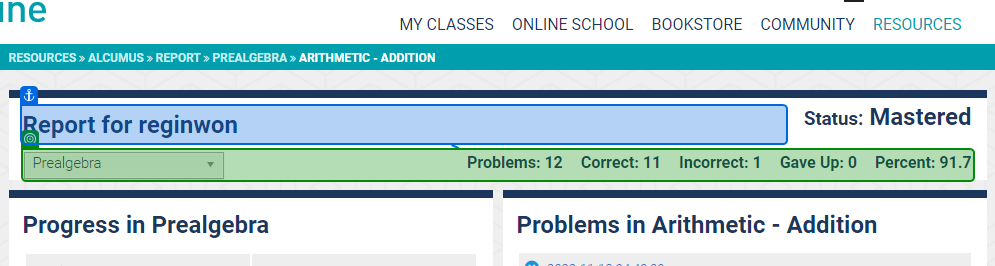 ine
MY CLASSES ONLINE SCHOOL BOOKSTORE COMMUNITY RESOURCES
RESOURCES » ALCUMUS » REPORT » PREALGEBRA » ARITHMETIC - ADDITION
Report for reginwon
Status: Mastered
Prealgebra
Problems: 12 Correct: 11 Incorrect: 1 Gave Up: 0 Percent: 91.7
Progress in Prealgebra
Problems in Arithmetic - Addition